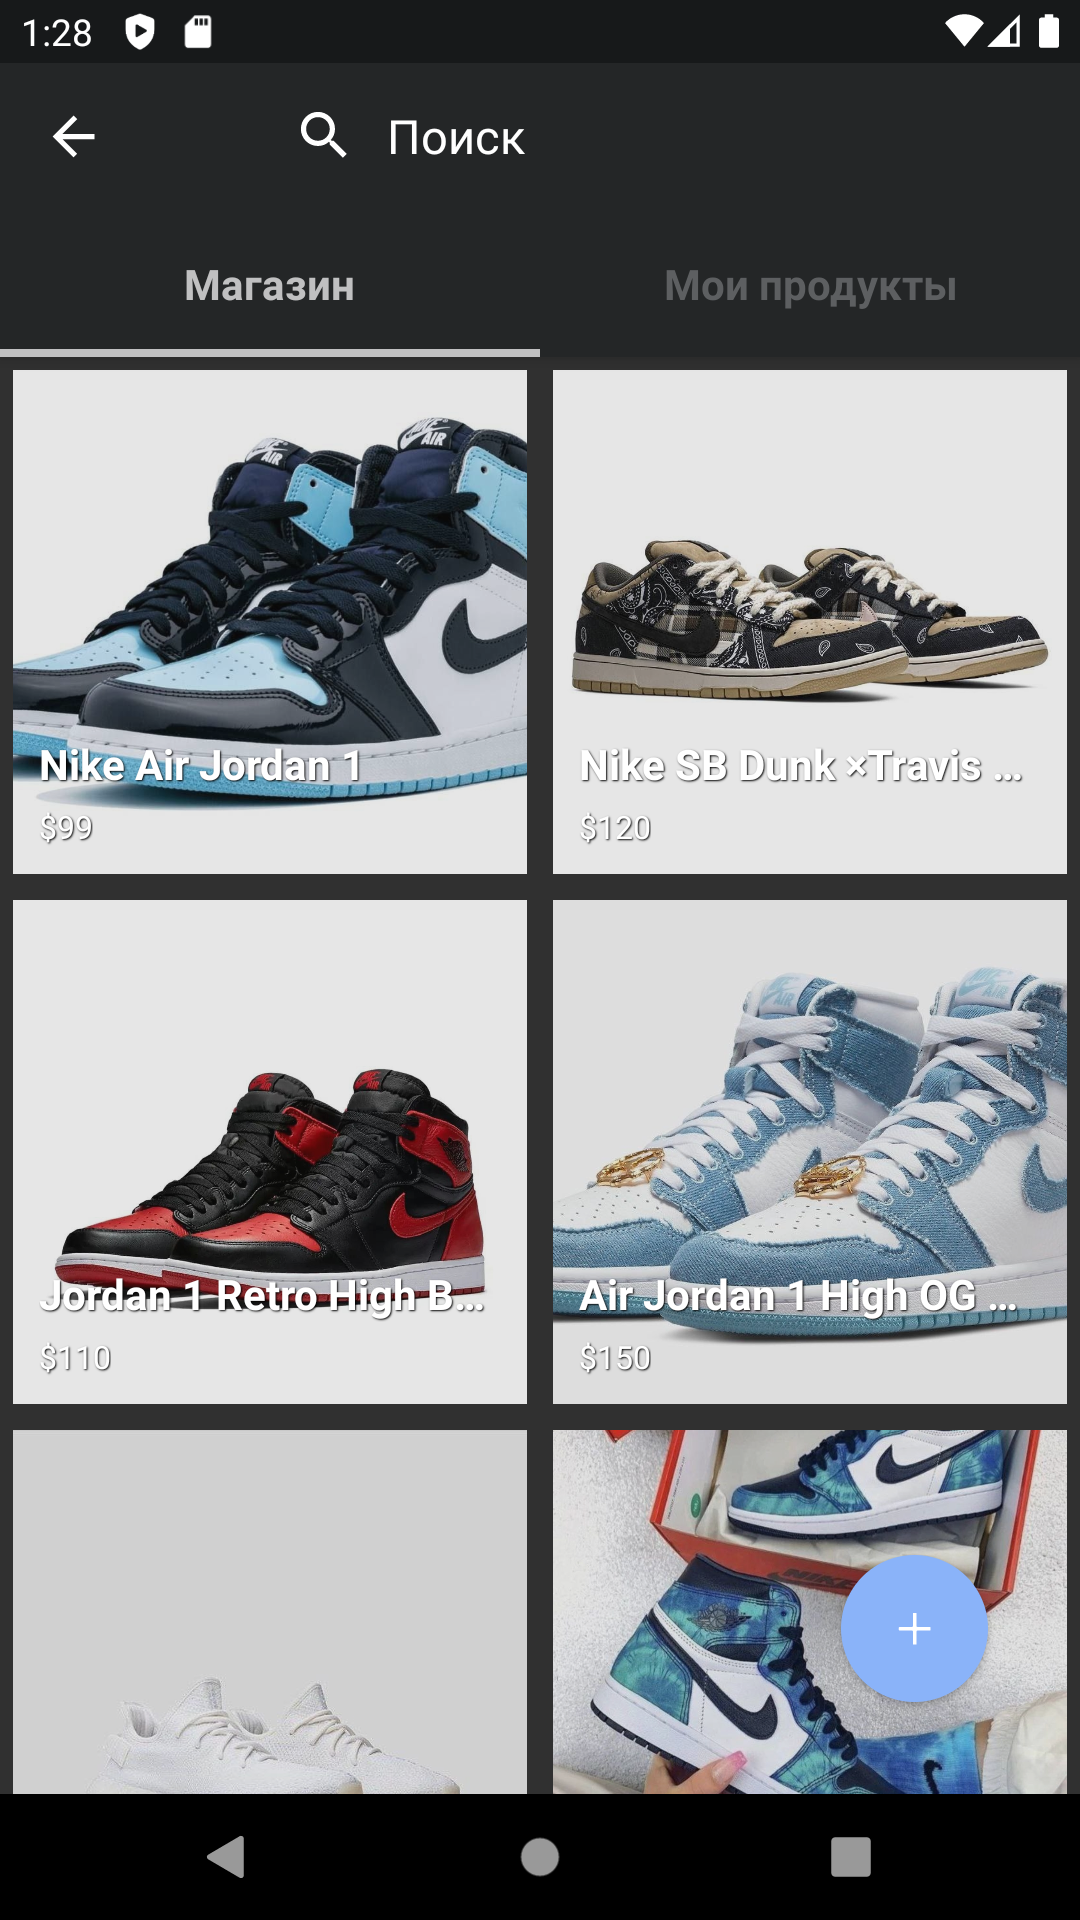 1:28
Поиск
Магазин
Мои продукты
Nike Air Jordan 1
$99
Nike SB Dunk ×Travis ...
$120
Jordan 1 Retro High B...
$110
Air Jordan 1 High OG ...
$150
NIKE